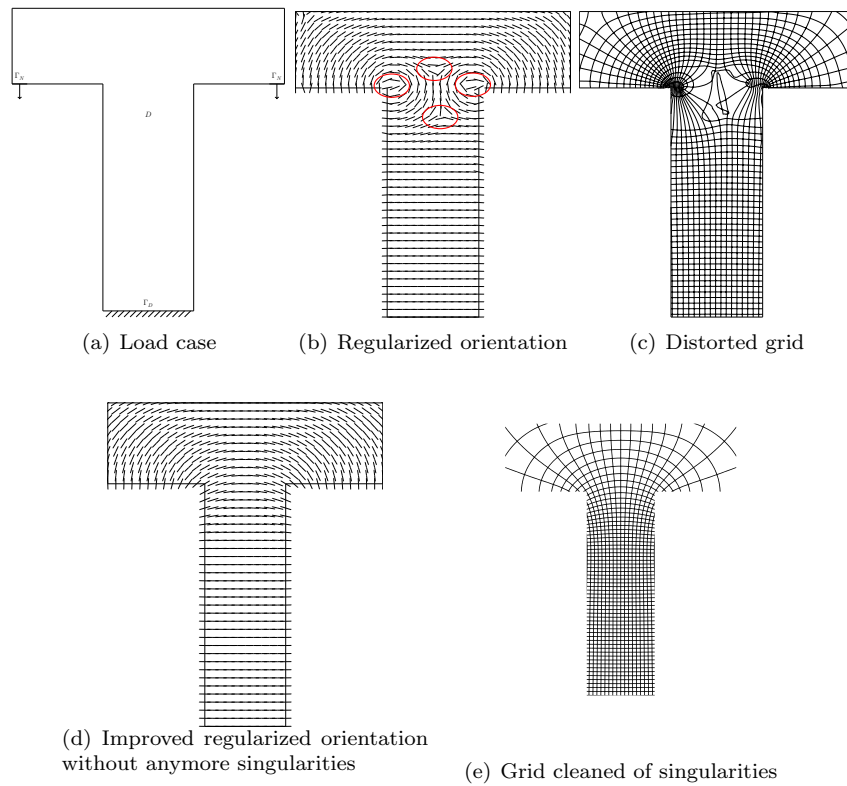 Γ_N
Γ_N
D
Γ_D
(a) Load case
(b) Regularized orientation
(c) Distorted grid
(d) Improved regularized orientation
without anymore singularities
(e) Grid cleaned of singularities